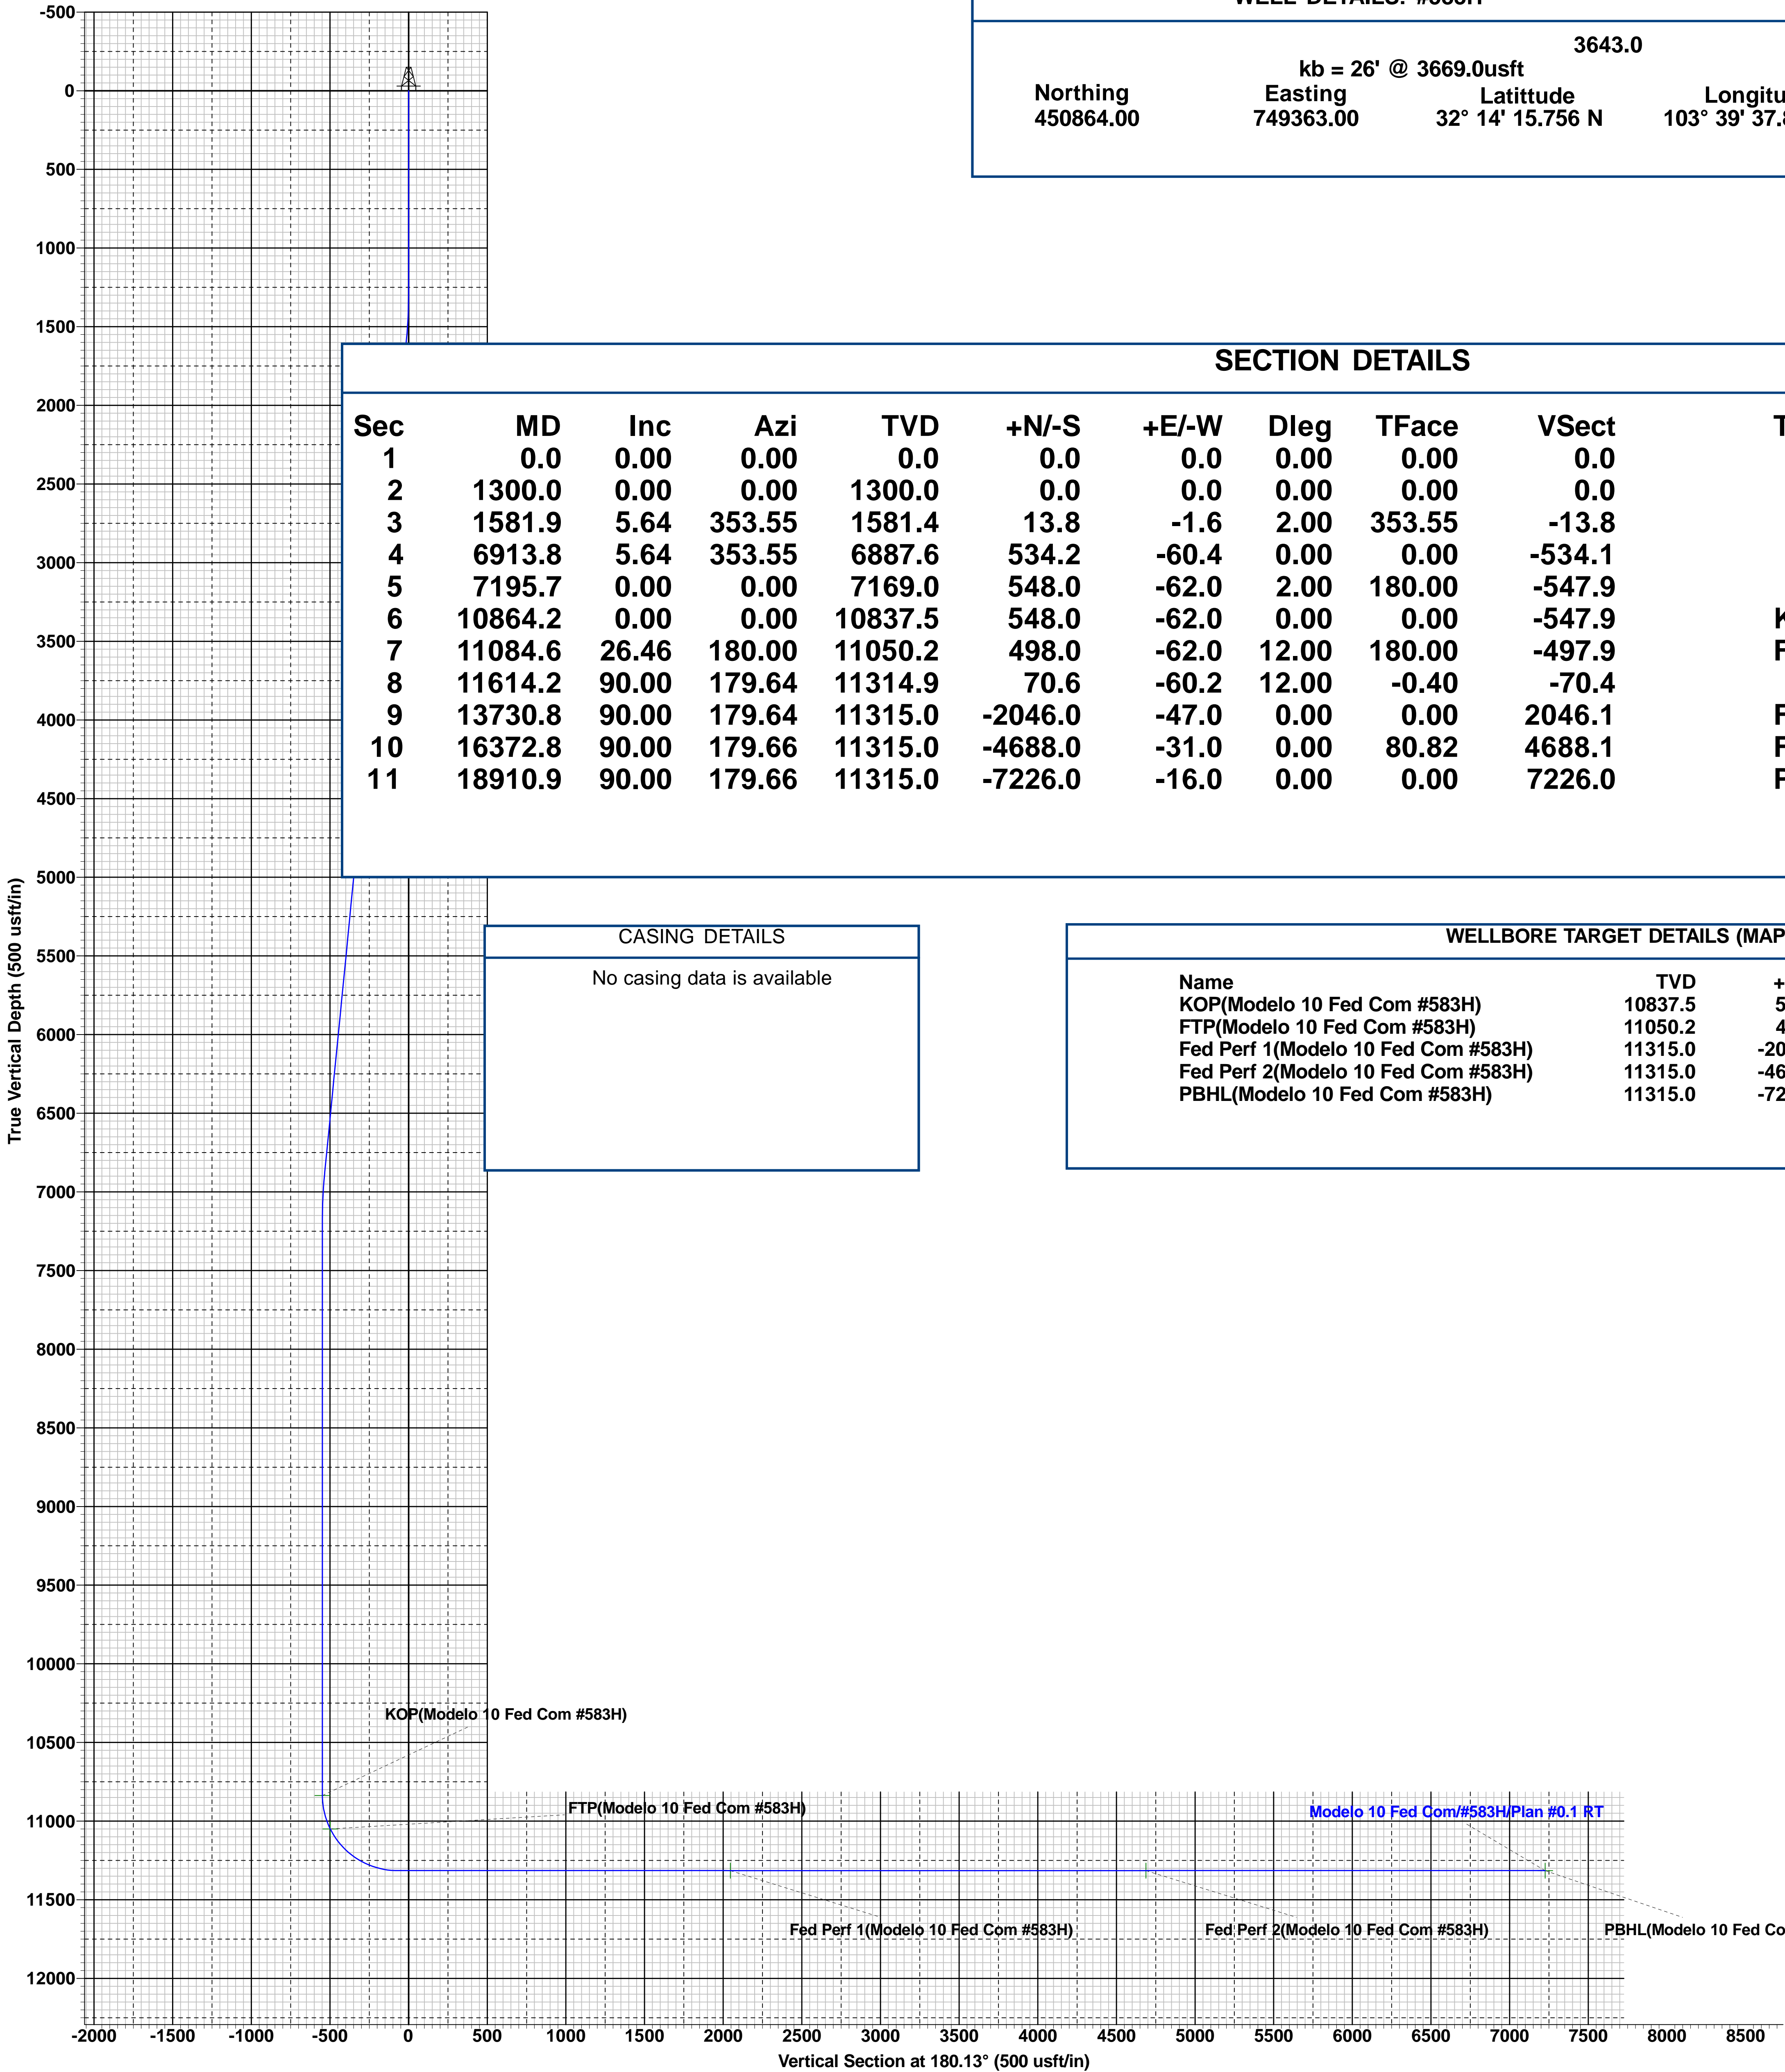 WELL DETAILS: #583H
3643.0
kb = 26' @ 3669.0usft
Northing Easting Latittude
450864.00 749363.00 32° 14' 15.756 N 103° 39'
SECTION DETAILS
Sec MD Inc Azi TVD +N/-S +E/-W Dleg TFace VSect
1 0.0 0.00 0.00 0.0 0.0 0.0 0.00 0.00 0.0
2 1300.0 0.00 0.00 1300.0 0.0 0.0 0.00 0.00 0.0
3 1581.9 5.64 353.55 1581.4 13.8 -1.6 2.00 353.55 -13.8
4 6913.8 5.64 353.55 6887.6 534.2 -60.4 0.00 0.00 -534.1
5 7195.7 0.00 0.00 7169.0 548.0 -62.0 2.00 180.00 -547.9
6 10864.2 0.00 0.00 10837.5 548.0 -62.0 0.00 0.00 -547.9
7 11084.6 26.46 180.00 11050.2 498.0 -62.0 12.00 180.00 -497.9
8 11614.2 90.00 179.64 11314.9 70.6 -60.2 12.00 -0.40 -70.4
9 13730.8 90.00 179.64 11315.0 -2046.0 -47.0 0.00 0.00 2046.1
10 16372.8 90.00 179.66 11315.0 -4688.0 -31.0 0.00 80.82 4688.1
11 18910.9 90.00 179.66 11315.0 -7226.0 -16.0 0.00 0.00 7226.0
CASING DETAILS
No casing data is available
WELLBORE TARGET DETAILS (MAP
Name TVD
KOP(Modelo 10 Fed Com #583H) 10837.5
FTP(Modelo 10 Fed Com #583H) 11050.2
Fed Perf 1(Modelo 10 Fed Com #583H) 11315.0
Fed Perf 2(Modelo 10 Fed Com #583H) 11315.0
PBHL(Modelo 10 Fed Com #583H) 11315.0
True Vertical Depth (500 usft/in)
-500
0
500
1000
1500
2000
2500
3000
3500
4000
4500
5000
5500
6000
6500
7000
7500
8000
8500
9000
9500
10000
10500
11000
11500
12000
KOP(Modelo 10 Fed Com #583H)
FTP(Modelo 10 Fed Com #583H)
Modelo 10 Fed Com/#583H/Plan #0.1 RT
Fed Perf 1(Modelo 10 Fed Com #583H)
Fed Perf 2(Modelo 10 Fed Com #583H)
PBHL(Modelo 10 Fed
-2000 -1500 -1000 -500 0 500 1000 1500 2000 2500 3000 3500 4000 4500 5000 5500 6000 6500 7000 7500 8000 8500
Vertical Section at 180.13° (500 usft/in)